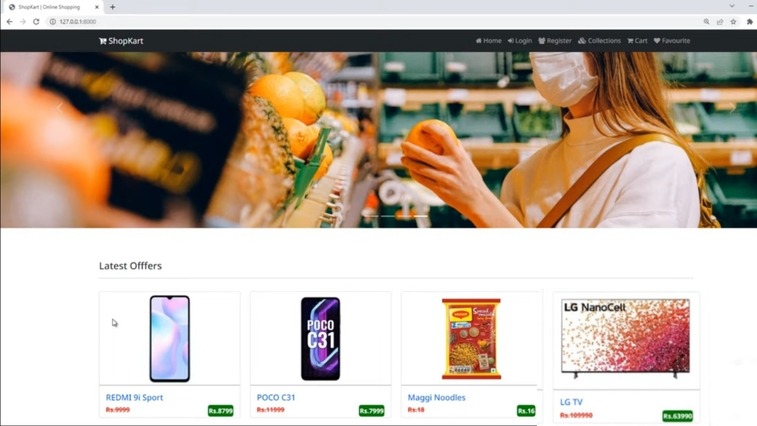 ShopKart | Online Shopping
127.0.0.1:8000
ShopKart
Home Login Register Collections Cart Favourite
Latest Offfers
POCO
C31
Maggi
LG NanoCell
REDMI 9i Sport
POCO C31
Maggi Noodles
LG TV
Rs.9999 Rs.8799
Rs.11999 Rs.7999
Rs.18 Rs.16
Rs.109990 Rs.63990